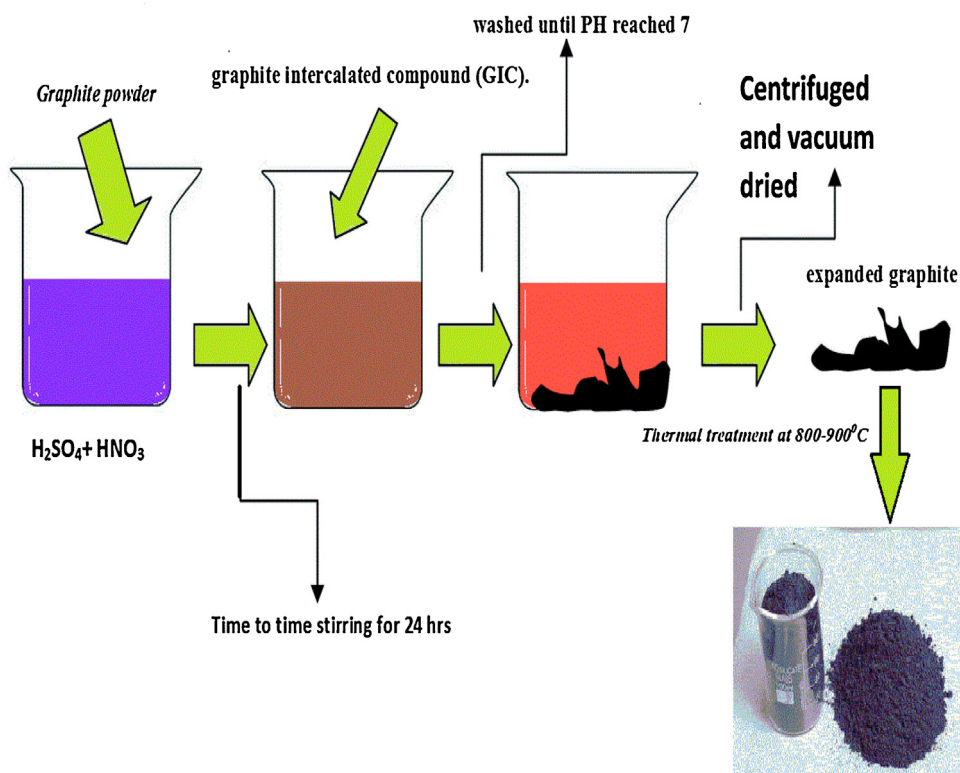 washed until PH reached 7
graphite intercalated compound (GIC).
Graphite powder
Centrifuged
and vacuum
dried
expanded graphite
H₂SO₄+ HNO₃
Thermal treatment at 800-900⁰C
Time to time stirring for 24 hrs